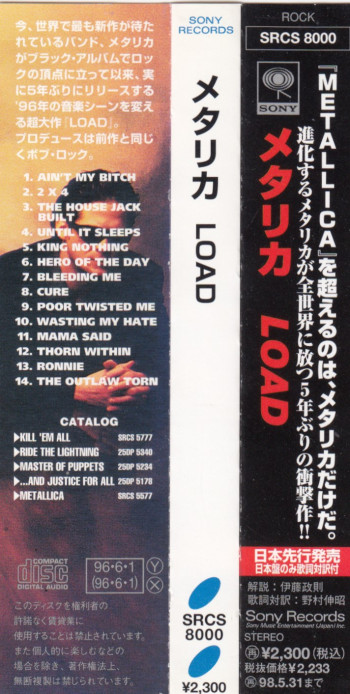 今、世界で最も新作が待た
れているバンド、メタリカ
がブラック・アルバムでロッ
クの頂点に立って以来、実
に5年ぶりにリリースする
'96年の音楽シーンを変え
る超大作『LOAD』。
プロデュースは前作と同じ
くボブ・ロック。
1. AIN'T MY BITCH
2. 2 X 4
3. THE HOUSE JACK
BUILT
4. UNTIL IT SLEEPS
5. KING NOTHING
6. HERO OF THE DAY
7. BLEEDING ME
8. CURE
9. POOR TWISTED ME
10. WASTING MY HATE
11. MAMA SAID
12. THORN WITHIN
13. RONNIE
14. THE OUTLAW TORN
CATALOG
▶KILL 'EM ALL SRCS 5777
▶RIDE THE LIGHTNING 25DP 5340
▶MASTER OF PUPPETS 25DP 5234
▶...AND JUSTICE FOR ALL 25DP 5178
▶METALLICA SRCS 5577
COMPACT
disc
DIGITAL AUDIO
96・6・1
(96・6・1)
Y
X
このディスクを権利者の
許諾なく賃貸業に
使用することは禁止されています。
また個人的に楽しむなどの
場合を除き、著作権法上、
無断複製は禁じられています。
SONY
RECORDS
メタリカ LOAD
SRCS
8000
¥2,300
ROCK
SRCS 8000
SONY
『METALLICA』を超えるのは、メタリカだけだ。
進化するメタリカが全世界に放つ5年ぶりの衝撃作!!
メタリカ LOAD
日本先行発売
日本盤のみ歌詞対訳付
解説：伊藤政則
歌詞対訳：野村伸昭
Sony Records
Sony Music Entertainment (Japan) Inc.
STEREO
再 ¥2,300(税込)
税抜価格 ¥2,233
再 98.5.31まで